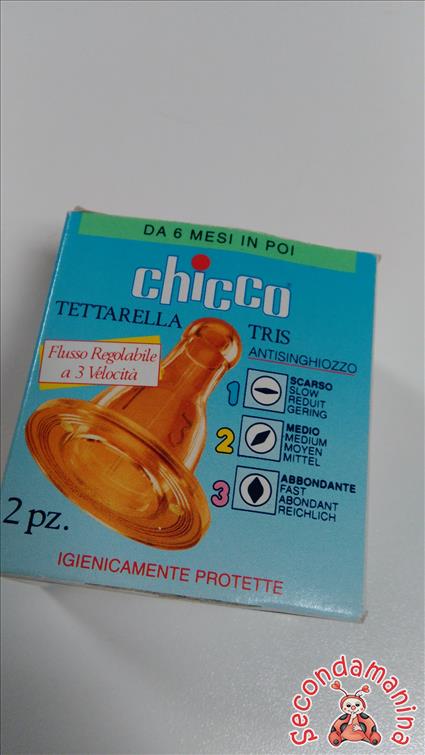 DA 6 MESI IN POI
chicco
TETTARELLA TRIS
ANTISINGHIOZZO
Flusso Regolabile
a 3 Velocità
1
SCARSO
SLOW
REDUIT
GERING
2
MEDIO
MEDIUM
MOYEN
MITTEL
3
ABBONDANTE
FAST
ABONDANT
REICHLICH
2 pz.
IGIENICAMENTE PROTETTE
Secondamanina